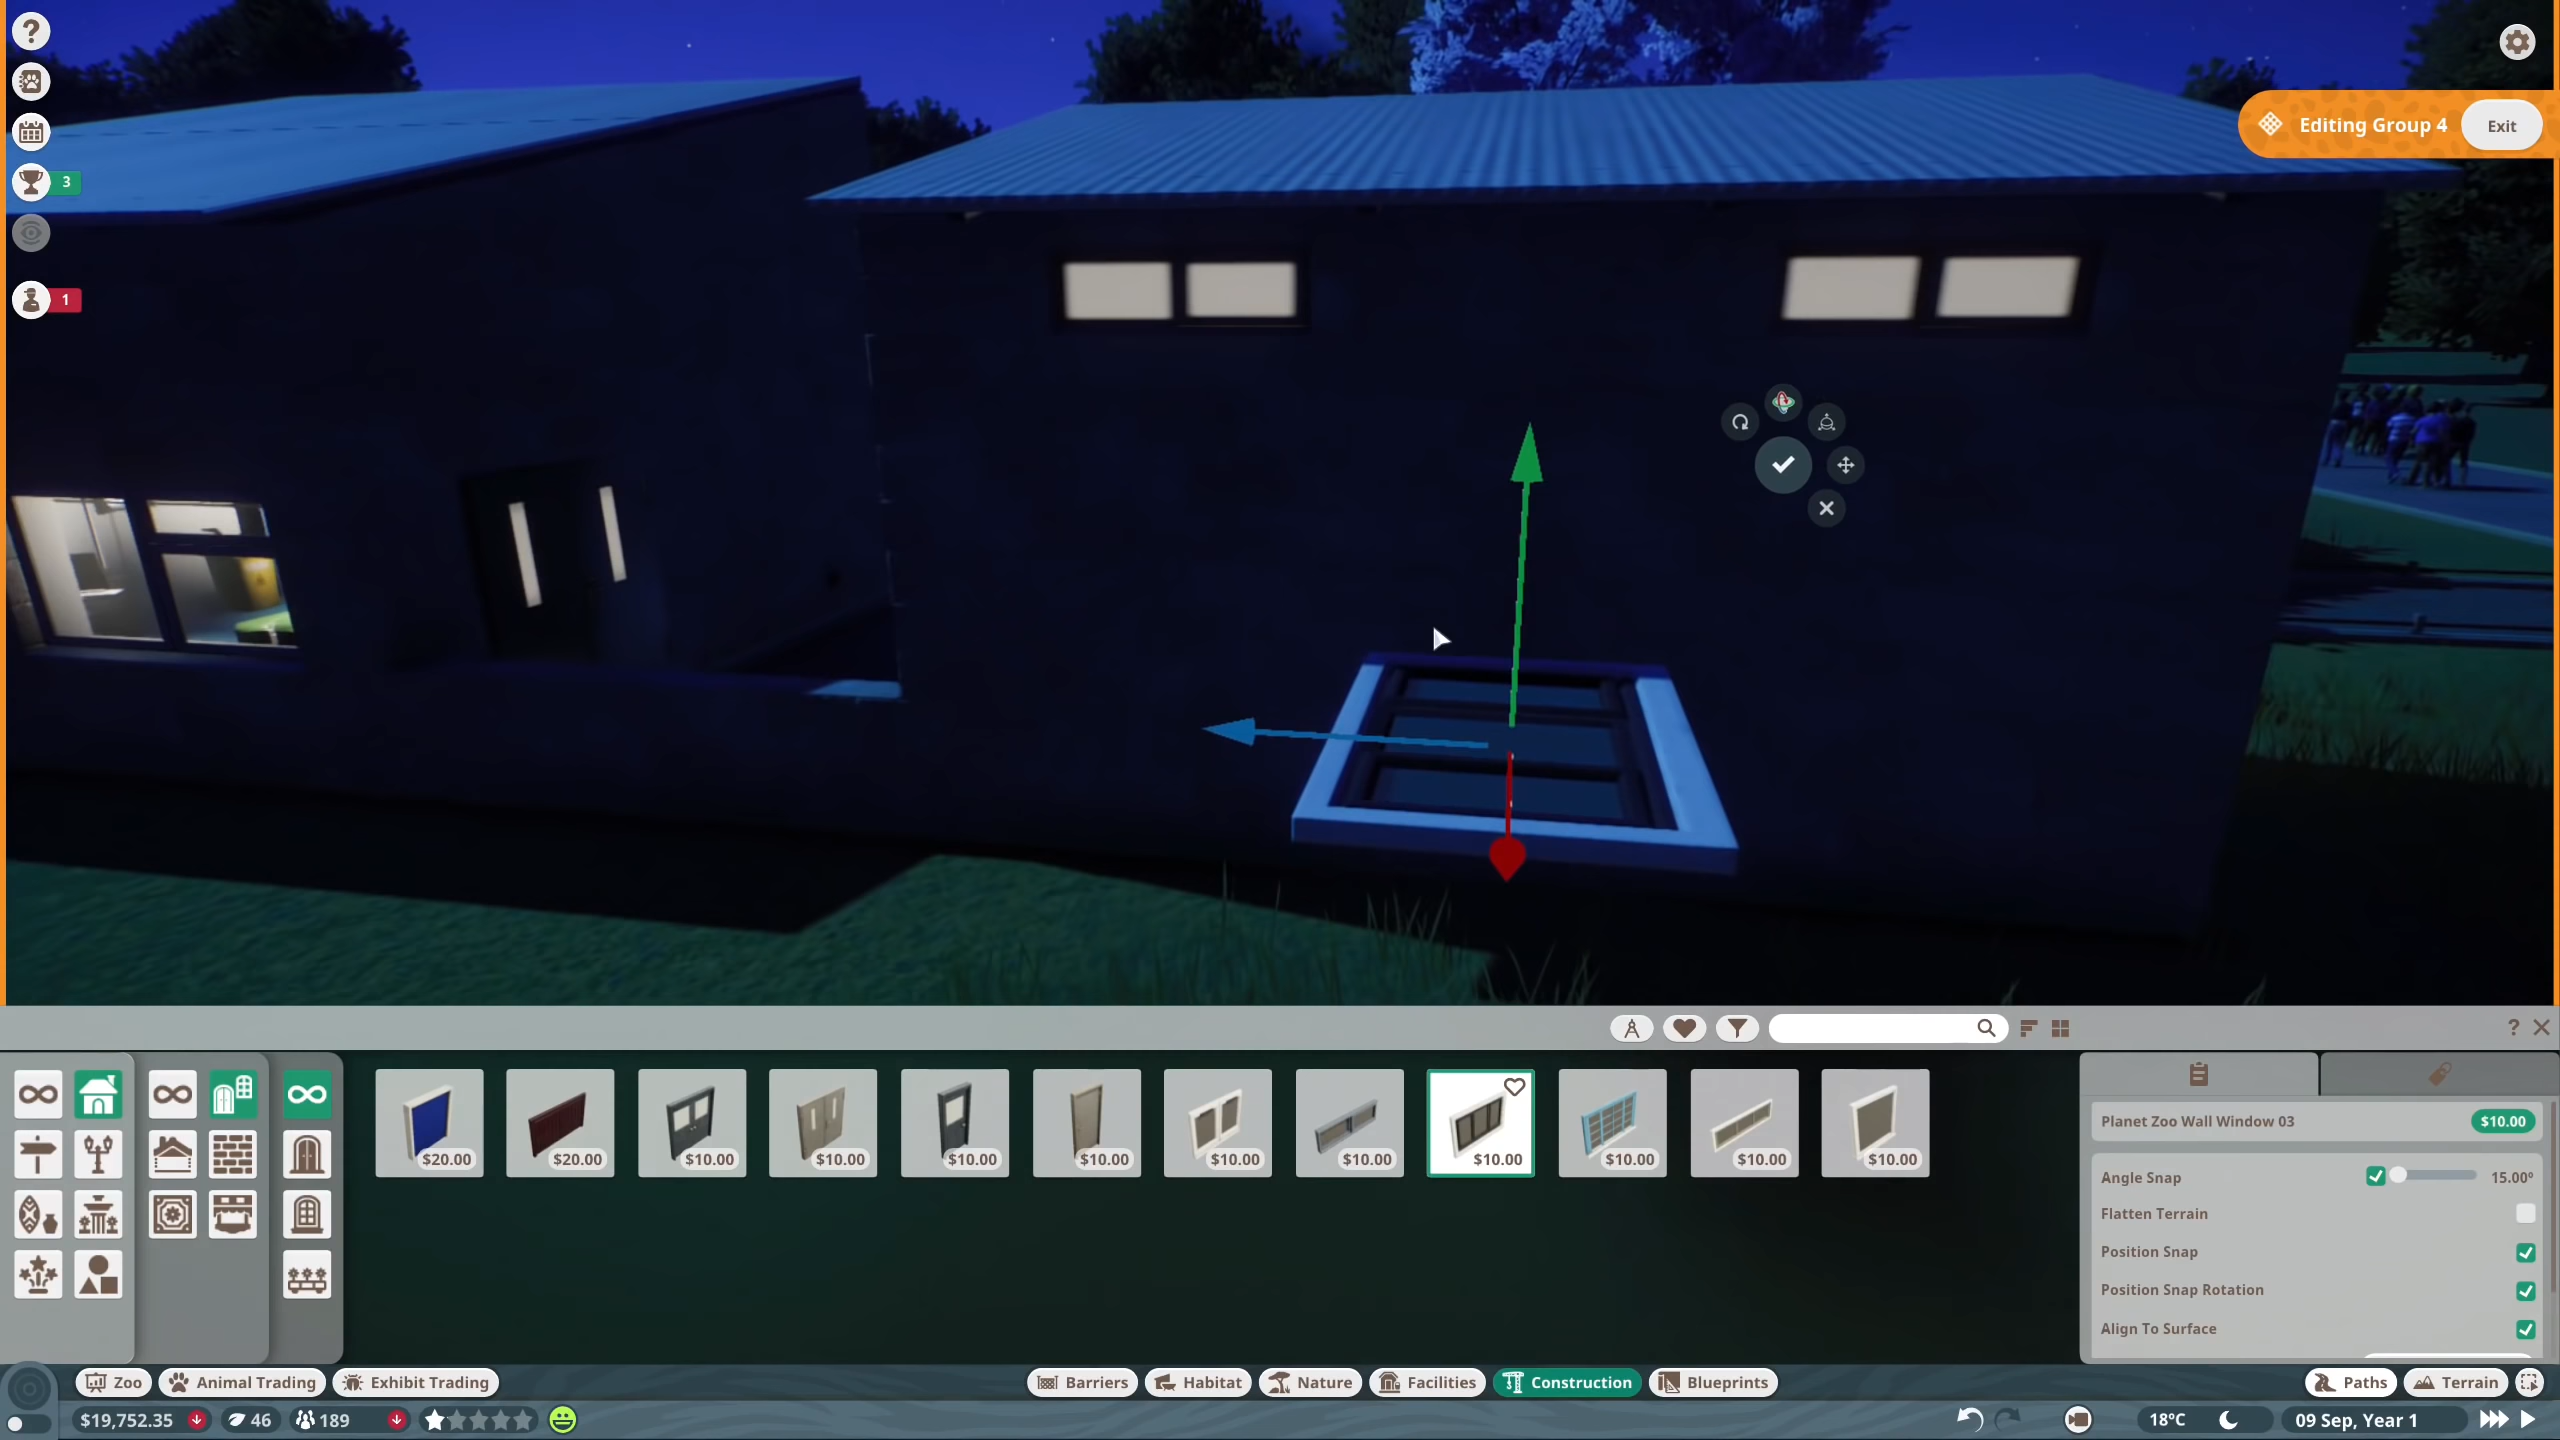 ?
Editing Group 4
Exit
3
1
?
$20.00
$20.00
$10.00
$10.00
$10.00
$10.00
$10.00
$10.00
$10.00
$10.00
$10.00
$10.00
Planet Zoo Wall Window 03
$10.00
Angle Snap
15.00°
Flatten Terrain
Position Snap
Position Snap Rotation
Align To Surface
Zoo
Animal Trading
Exhibit Trading
Barriers
Habitat
Nature
Facilities
Construction
Blueprints
Paths
Terrain
$19,752.35
46
189
18°C
09 Sep, Year 1